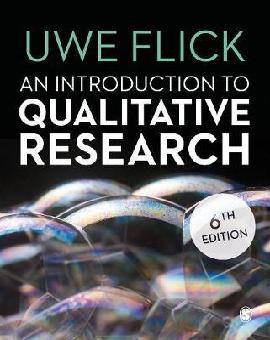 UWE FLICK
AN INTRODUCTION TO
QUALITATIVE
RESEARCH
6TH
EDITION
S